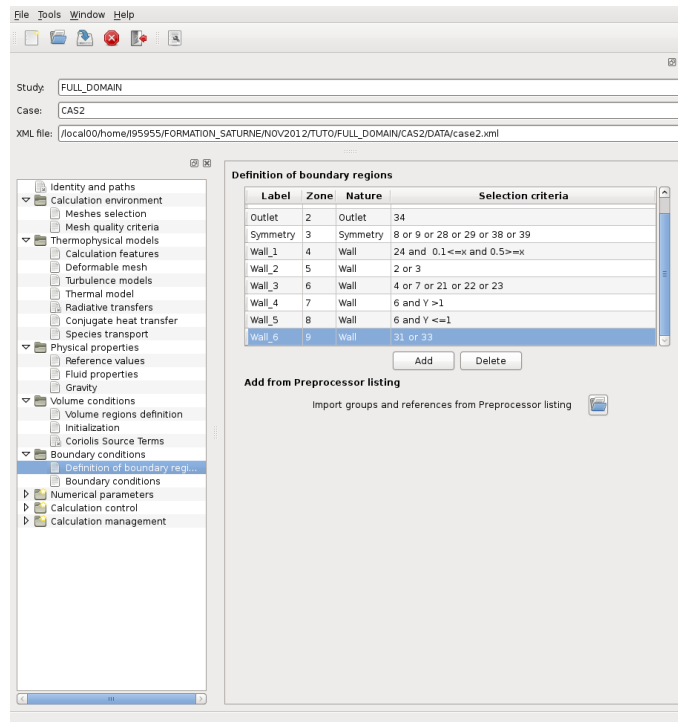 File Tools Window Help
Study: FULL_DOMAIN
Case: CAS2
XML file: /local00/home/I95955/FORMATION_SATURNE/NOV2012/TUTO/FULL_DOMAIN/CAS2/DATA/case2.xml
Identity and paths
Calculation environment
Meshes selection
Mesh quality criteria
Thermophysical models
Calculation features
Deformable mesh
Turbulence models
Thermal model
Radiative transfers
Conjugate heat transfer
Species transport
Physical properties
Reference values
Fluid properties
Gravity
Volume conditions
Volume regions definition
Initialization
Coriolis Source Terms
Boundary conditions
Definition of boundary regi...
Boundary conditions
Numerical parameters
Calculation control
Calculation management
Definition of boundary regions
Label Zone Nature Selection criteria
Outlet 2 Outlet 34
Symmetry 3 Symmetry 8 or 9 or 28 or 29 or 38 or 39
Wall_1 4 Wall 24 and 0.1<=x and 0.5>=x
Wall_2 5 Wall 2 or 3
Wall_3 6 Wall 4 or 7 or 21 or 22 or 23
Wall_4 7 Wall 6 and Y >1
Wall_5 8 Wall 6 and Y <=1
Wall_6 9 Wall 31 or 33
Add Delete
Add from Preprocessor listing
Import groups and references from Preprocessor listing